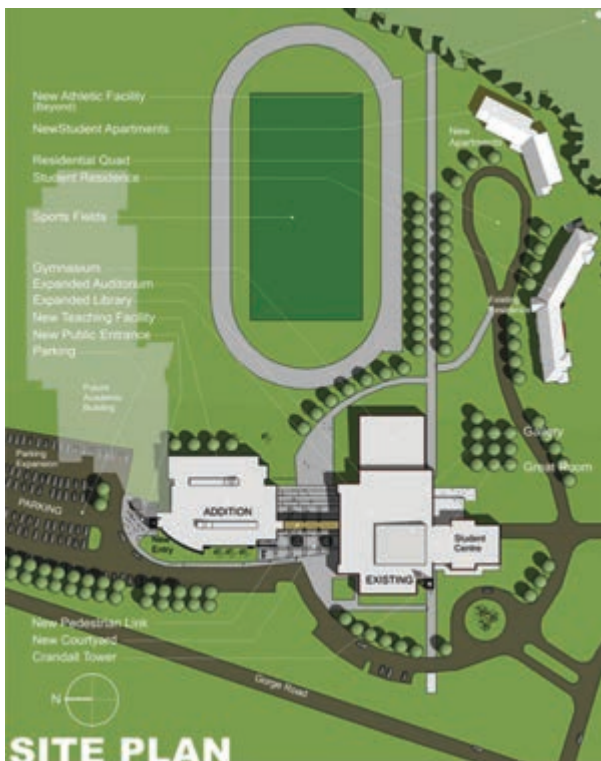 New Athletic Facility
(Beyond)
NewStudent Apartments
New
Apartments
Residential Quad
Student Residence
Sports Fields
Existing
Residence
Gymnasium
Expanded Auditorium
Expanded Library
New Teaching Facility
New Public Entrance
Parking
Future
Academic
Building
Gallery
Great Room
Parking
Expansion
PARKING
ADDITION
New
Entry
Student
Centre
EXISTING
New Pedestrian Link
New Courtyard
Crandall Tower
Gorge Road
N
SITE PLAN